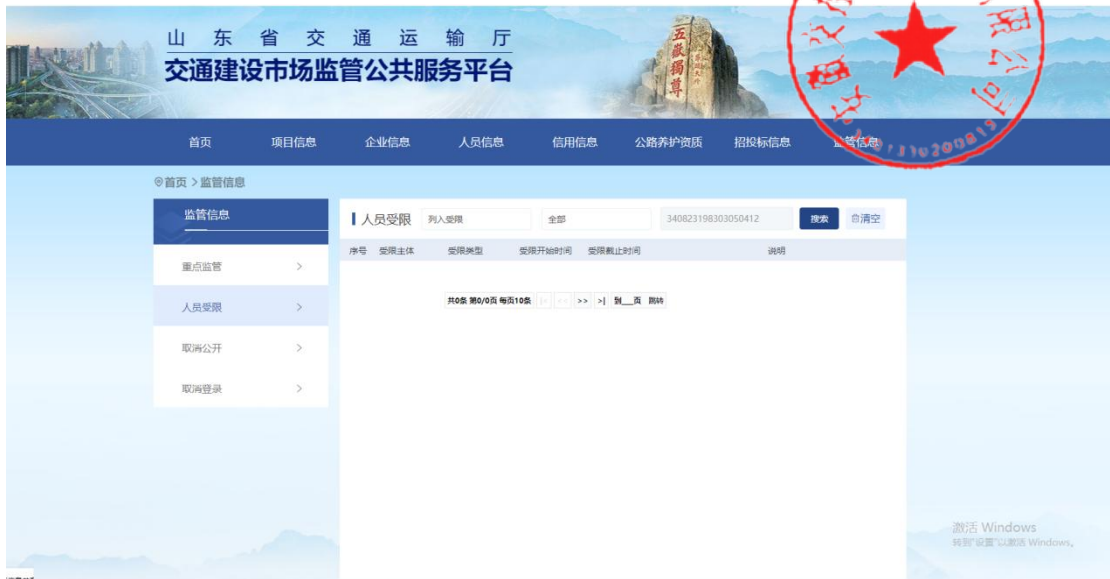 山东省交通运输厅
交通建设市场监管公共服务平台
五嶽獨尊
首页 项目信息 企业信息 人员信息 信用信息 公路养护资质 招投标信息 监管信息
首页 > 监管信息
监管信息
重点监管 >
人员受限 >
取消公开 >
取消登录 >
人员受限 列入受限 全部 340823198303050412 搜索 清空
序号 受限主体 受限类型 受限开始时间 受限截止时间 说明
共0条 第0/0页 每页10条 |< << >> >| 到__页 跳转
激活 Windows
转到"设置"以激活 Windows。